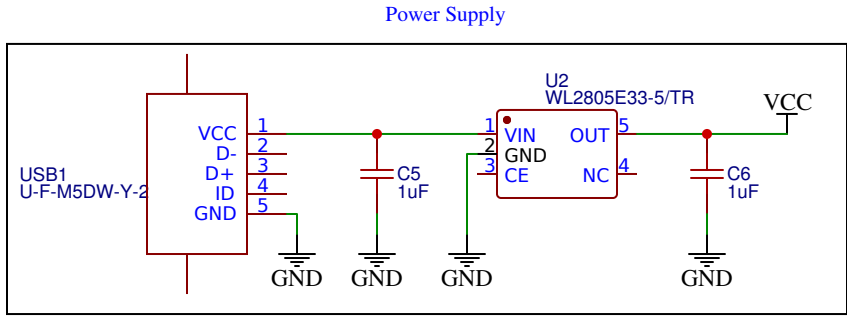 Power Supply
U2
WL2805E33-5/TR
VCC
VCC 1
D- 2
D+ 3
ID 4
GND 5
USB1
U-F-M5DW-Y-2
C5
1uF
1 VIN OUT 5
2 GND
3 CE NC 4
C6
1uF
GND GND GND GND